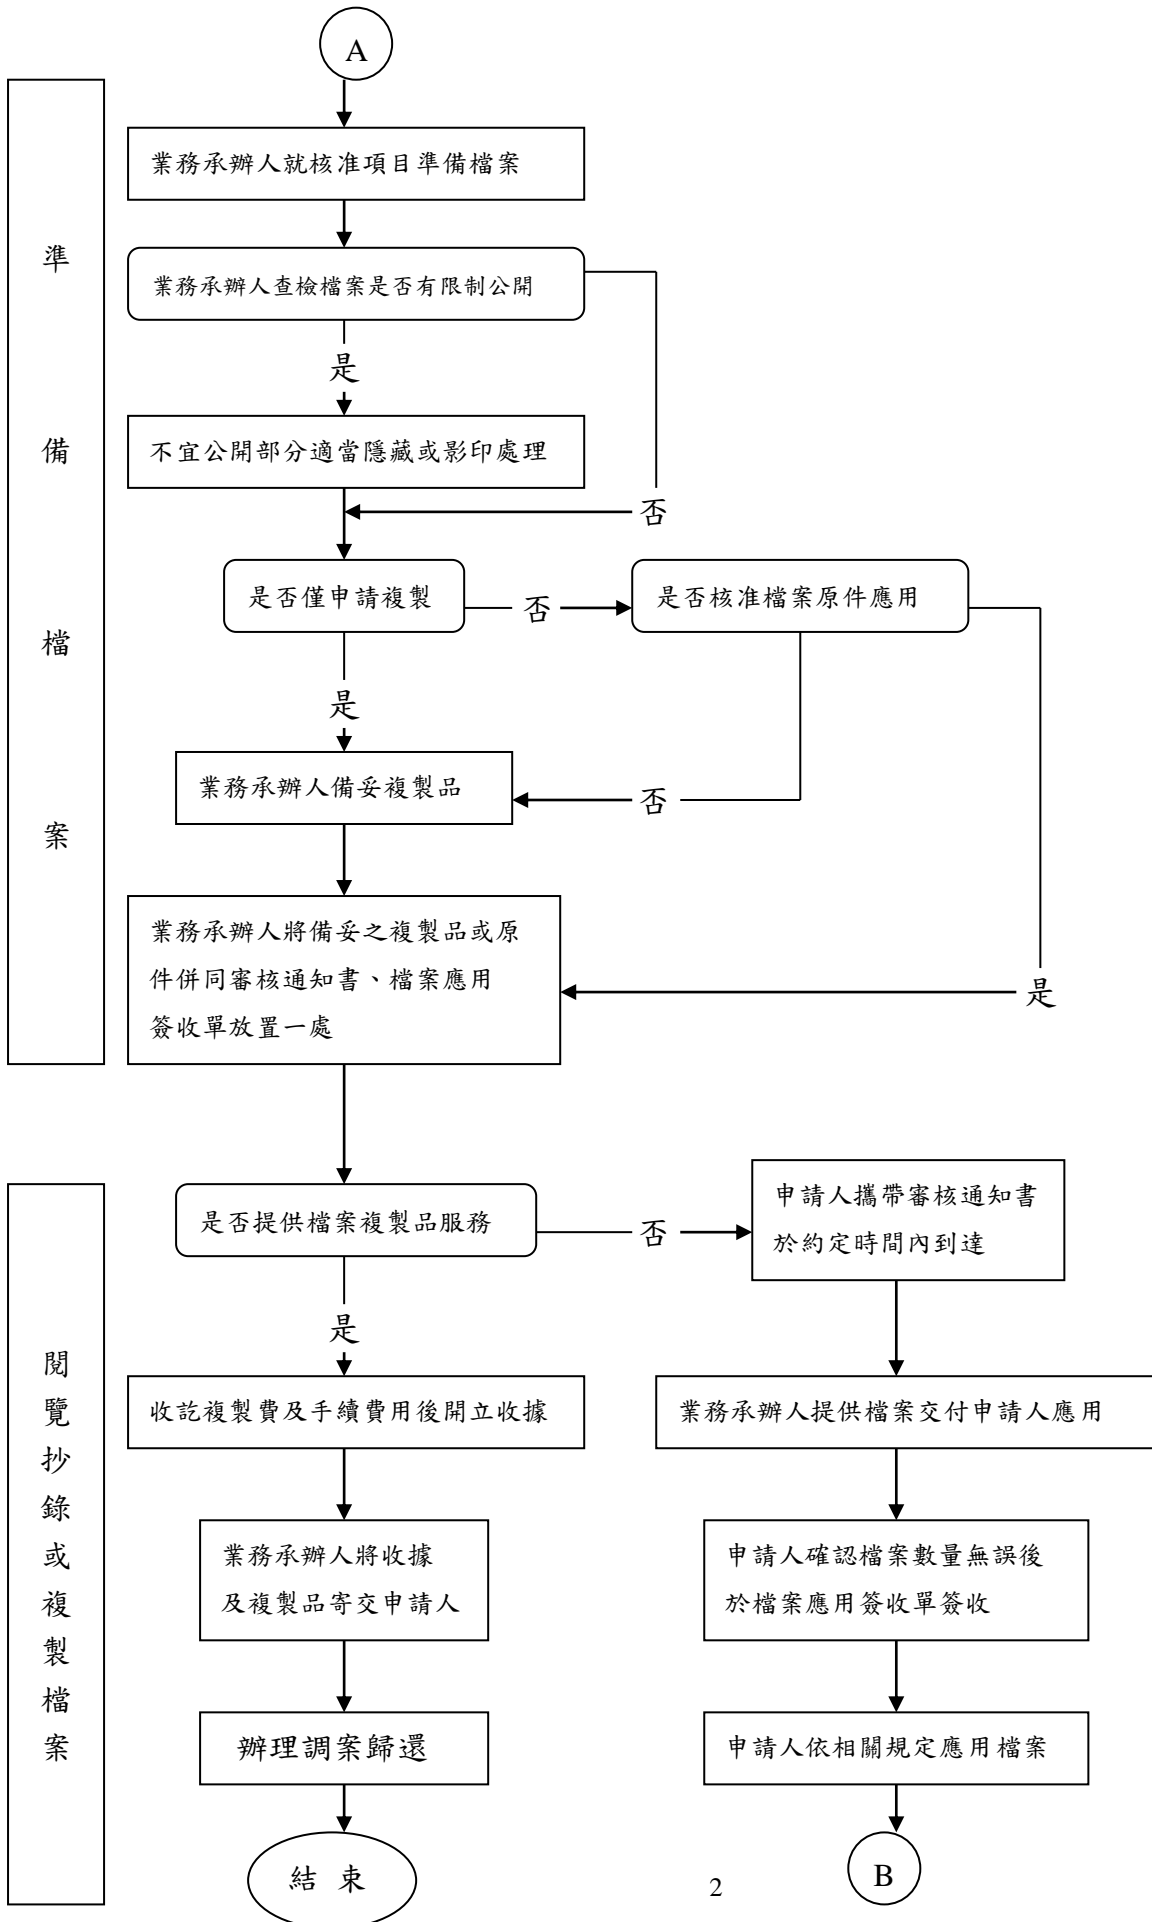 A
準備檔案
業務承辦人就核准項目準備檔案
業務承辦人查檢檔案是否有限制公開
是
不宜公開部分適當隱藏或影印處理
否
是否僅申請複製
否
是否核准檔案原件應用
是
業務承辦人備妥複製品
否
業務承辦人將備妥之複製品或原
件併同審核通知書、檔案應用
簽收單放置一處
是
閱覽抄錄或複製檔案
是否提供檔案複製品服務
否
申請人攜帶審核通知書
於約定時間內到達
是
收訖複製費及手續費用後開立收據
業務承辦人提供檔案交付申請人應用
業務承辦人將收據
及複製品寄交申請人
申請人確認檔案數量無誤後
於檔案應用簽收單簽收
辦理調案歸還
申請人依相關規定應用檔案
結 束
B
2